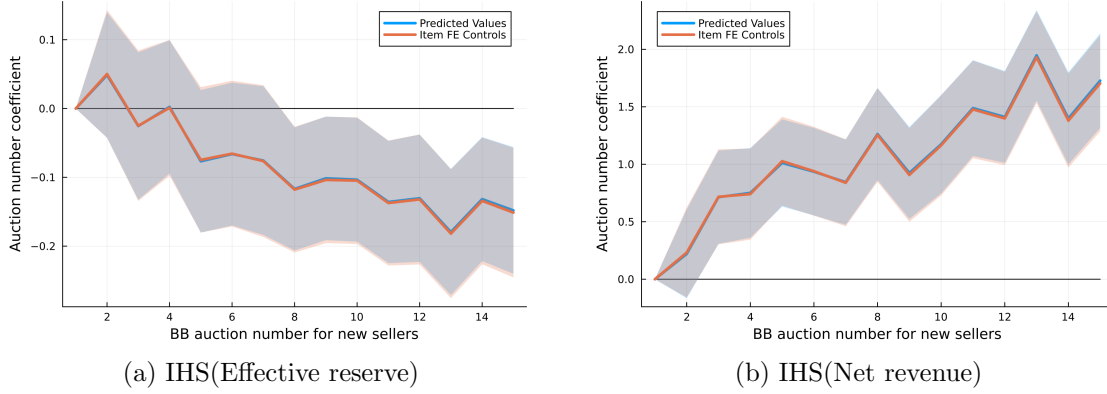 Predicted Values
Item FE Controls
0.1
0.0
−0.1
−0.2
Auction number coefficient
2 4 6 8 10 12 14
BB auction number for new sellers
(a) IHS(Effective reserve)
Predicted Values
Item FE Controls
2.0
1.5
1.0
0.5
0.0
Auction number coefficient
2 4 6 8 10 12 14
BB auction number for new sellers
(b) IHS(Net revenue)